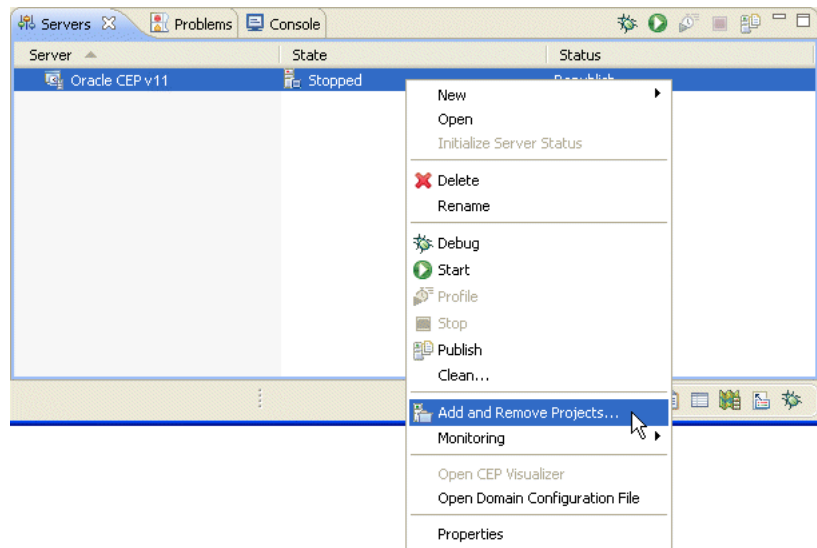 Servers Problems Console
Server State Status
Oracle CEP v11 Stopped Republish
New
Open
Initialize Server Status
Delete
Rename
Debug
Start
Profile
Stop
Publish
Clean...
Add and Remove Projects...
Monitoring
Open CEP Visualizer
Open Domain Configuration File
Properties